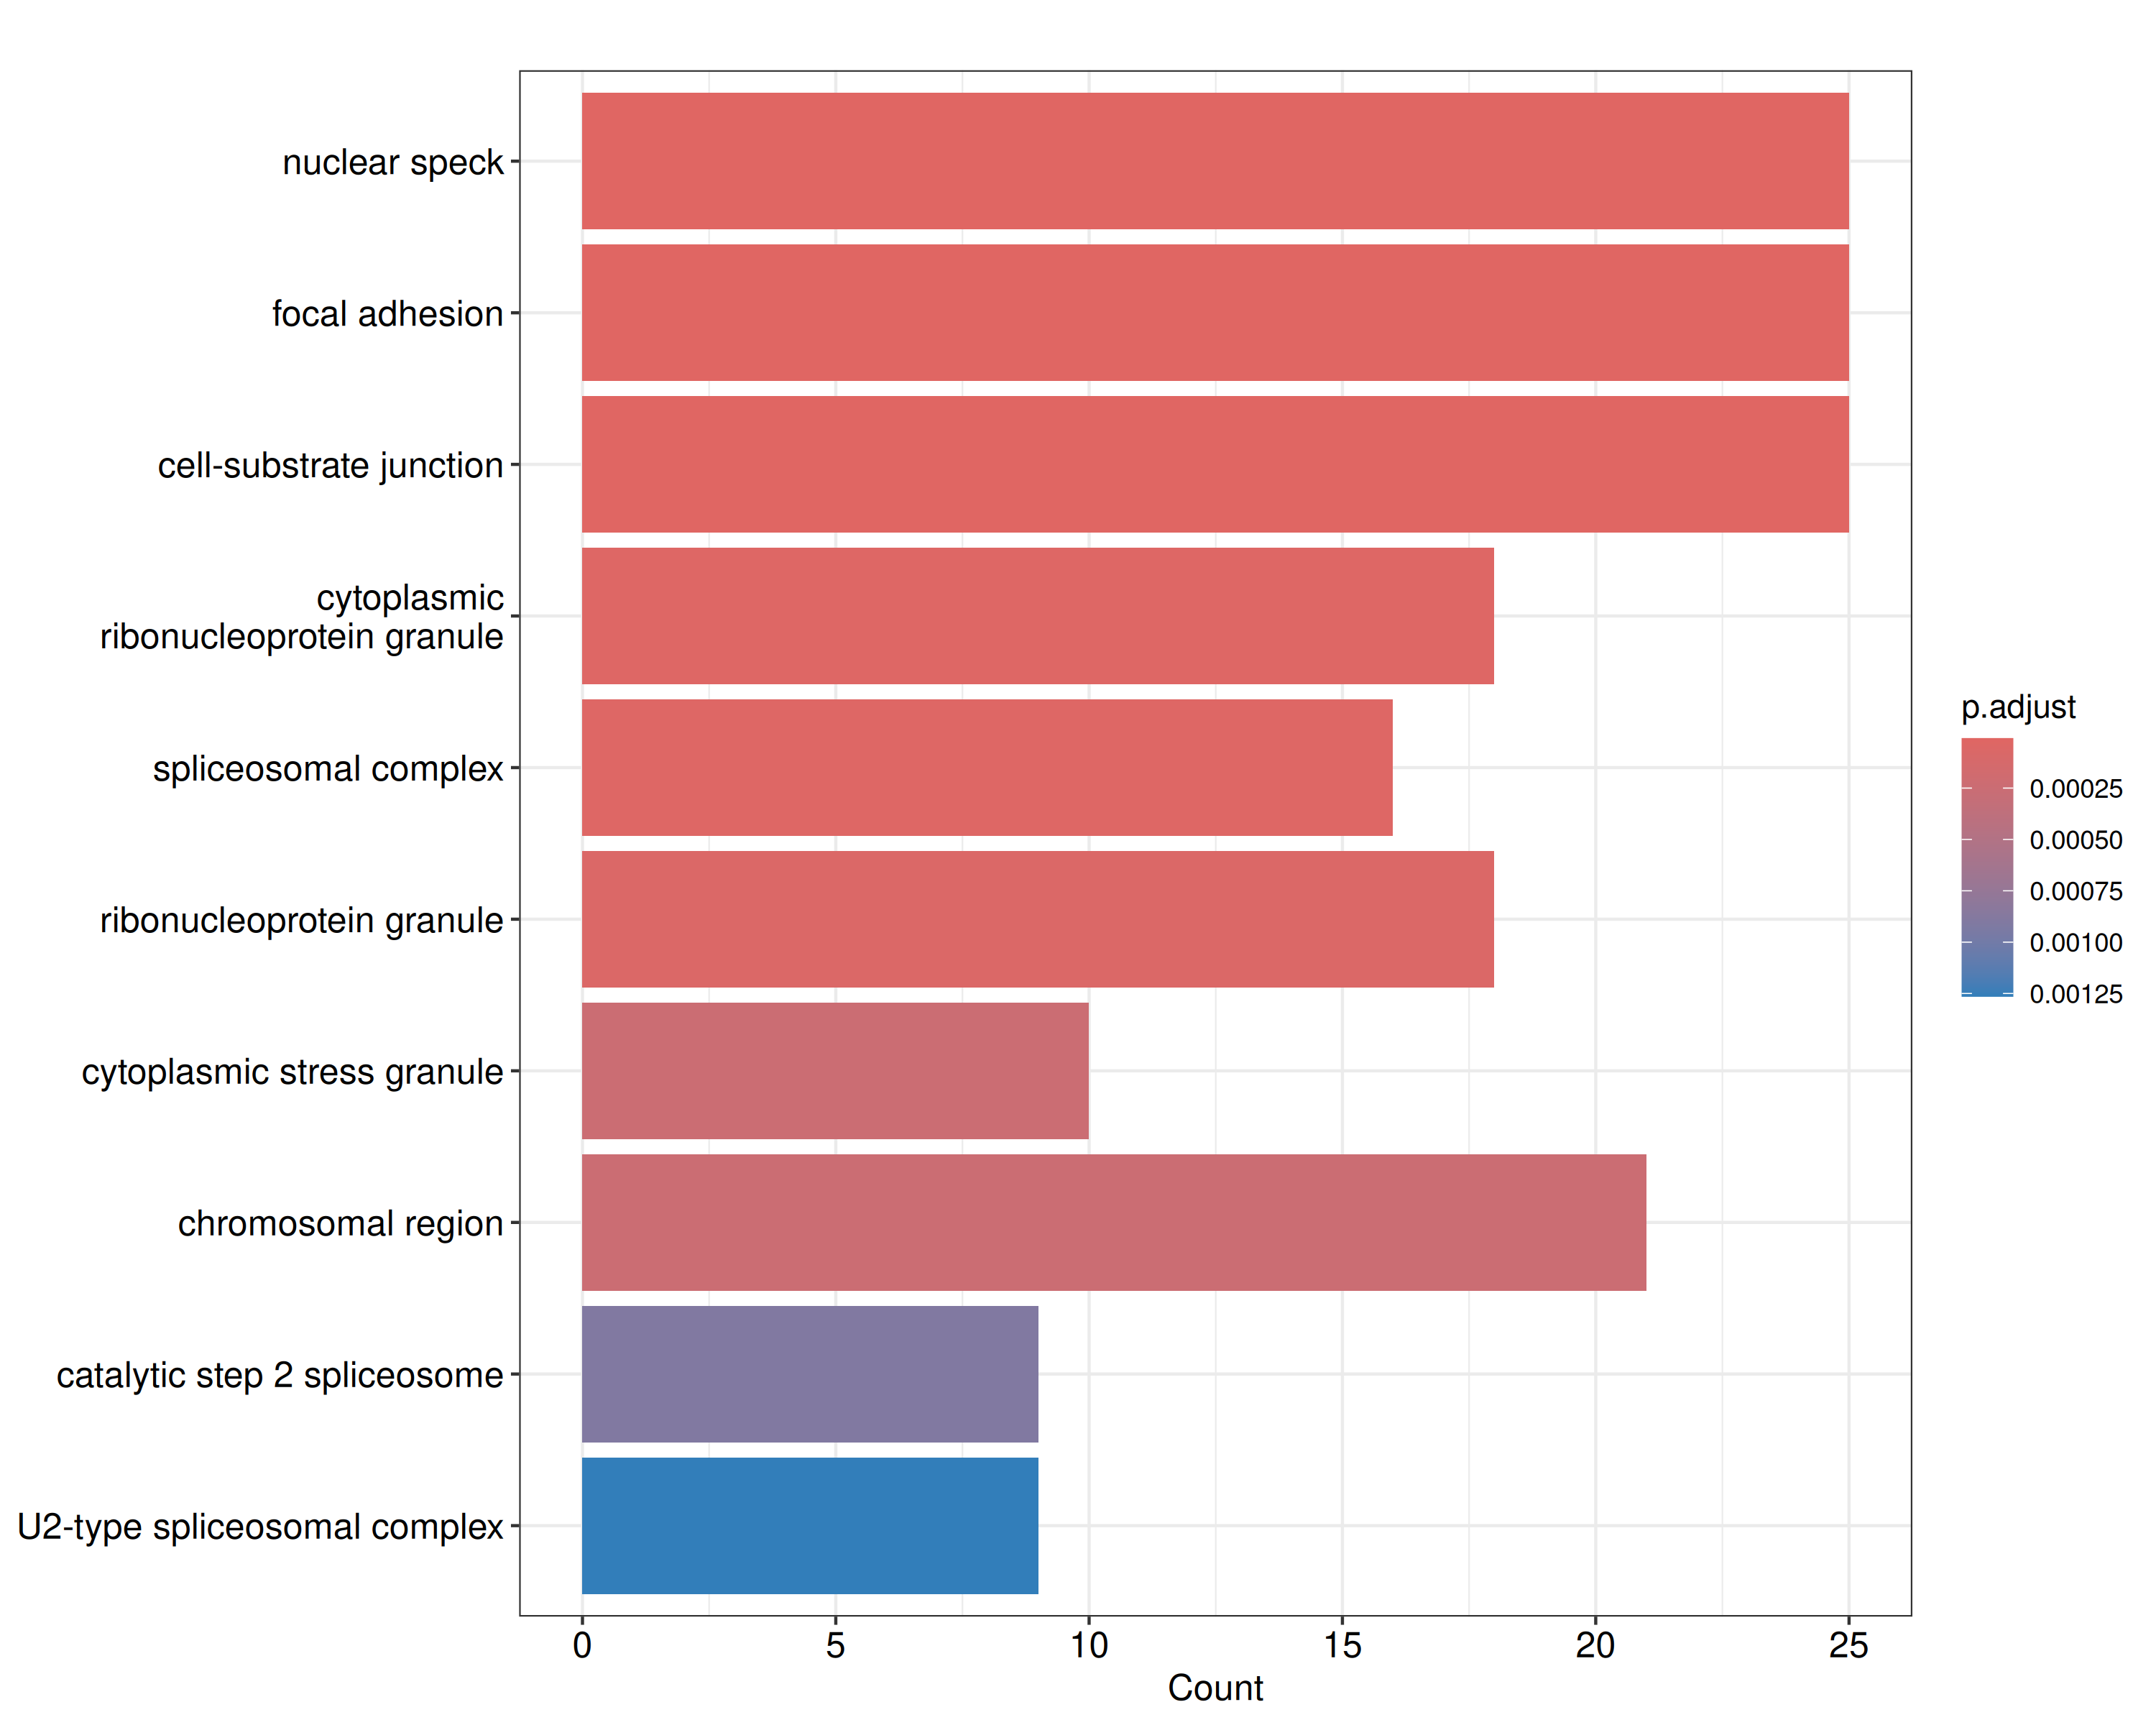 nuclear speck
focal adhesion
cell-substrate junction
cytoplasmic
ribonucleoprotein granule
spliceosomal complex
ribonucleoprotein granule
cytoplasmic stress granule
chromosomal region
catalytic step 2 spliceosome
U2-type spliceosomal complex
0 5 10 15 20 25
Count
p.adjust
0.00025
0.00050
0.00075
0.00100
0.00125